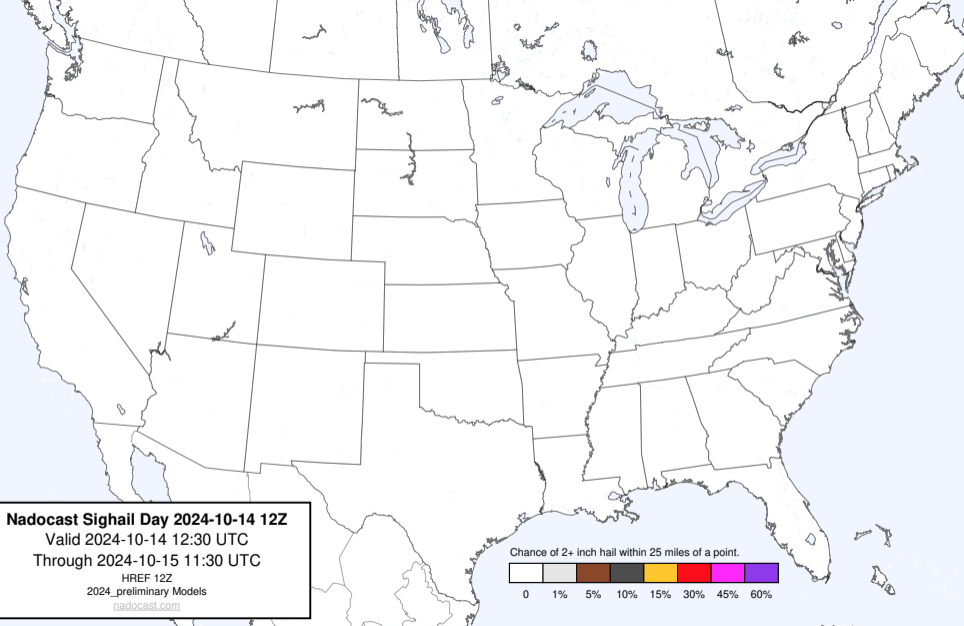 Nadocast Sighail Day 2024-10-14 12Z
Valid 2024-10-14 12:30 UTC
Through 2024-10-15 11:30 UTC
HREF 12Z
2024_preliminary Models
nadocast.com
Chance of 2+ inch hail within 25 miles of a point.
0 1% 5% 10% 15% 30% 45% 60%